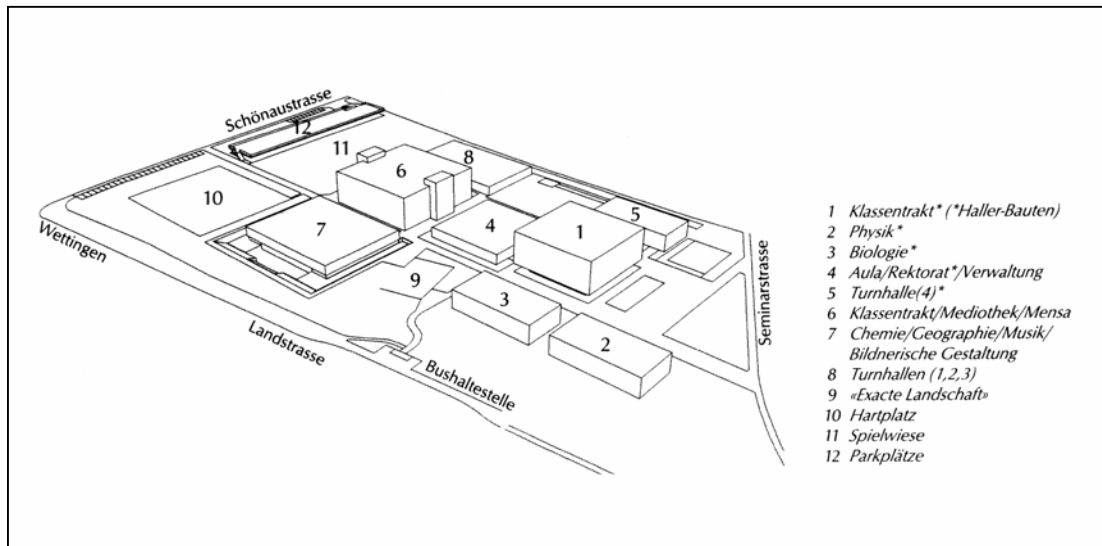 Schönaustrasse
12
11
6
8
10
7
4
1
5
9
3
2
Wettingen
Landstrasse
Bushaltestelle
Seminarstrasse
1 Klassentrakt* (*Haller-Bauten)
2 Physik*
3 Biologie*
4 Aula/Rektorat*/Verwaltung
5 Turnhalle(4)*
6 Klassentrakt/Mediothek/Mensa
7 Chemie/Geographie/Musik/
Bildnerische Gestaltung
8 Turnhallen (1,2,3)
9 «Exacte Landschaft»
10 Hartplatz
11 Spielwiese
12 Parkplätze